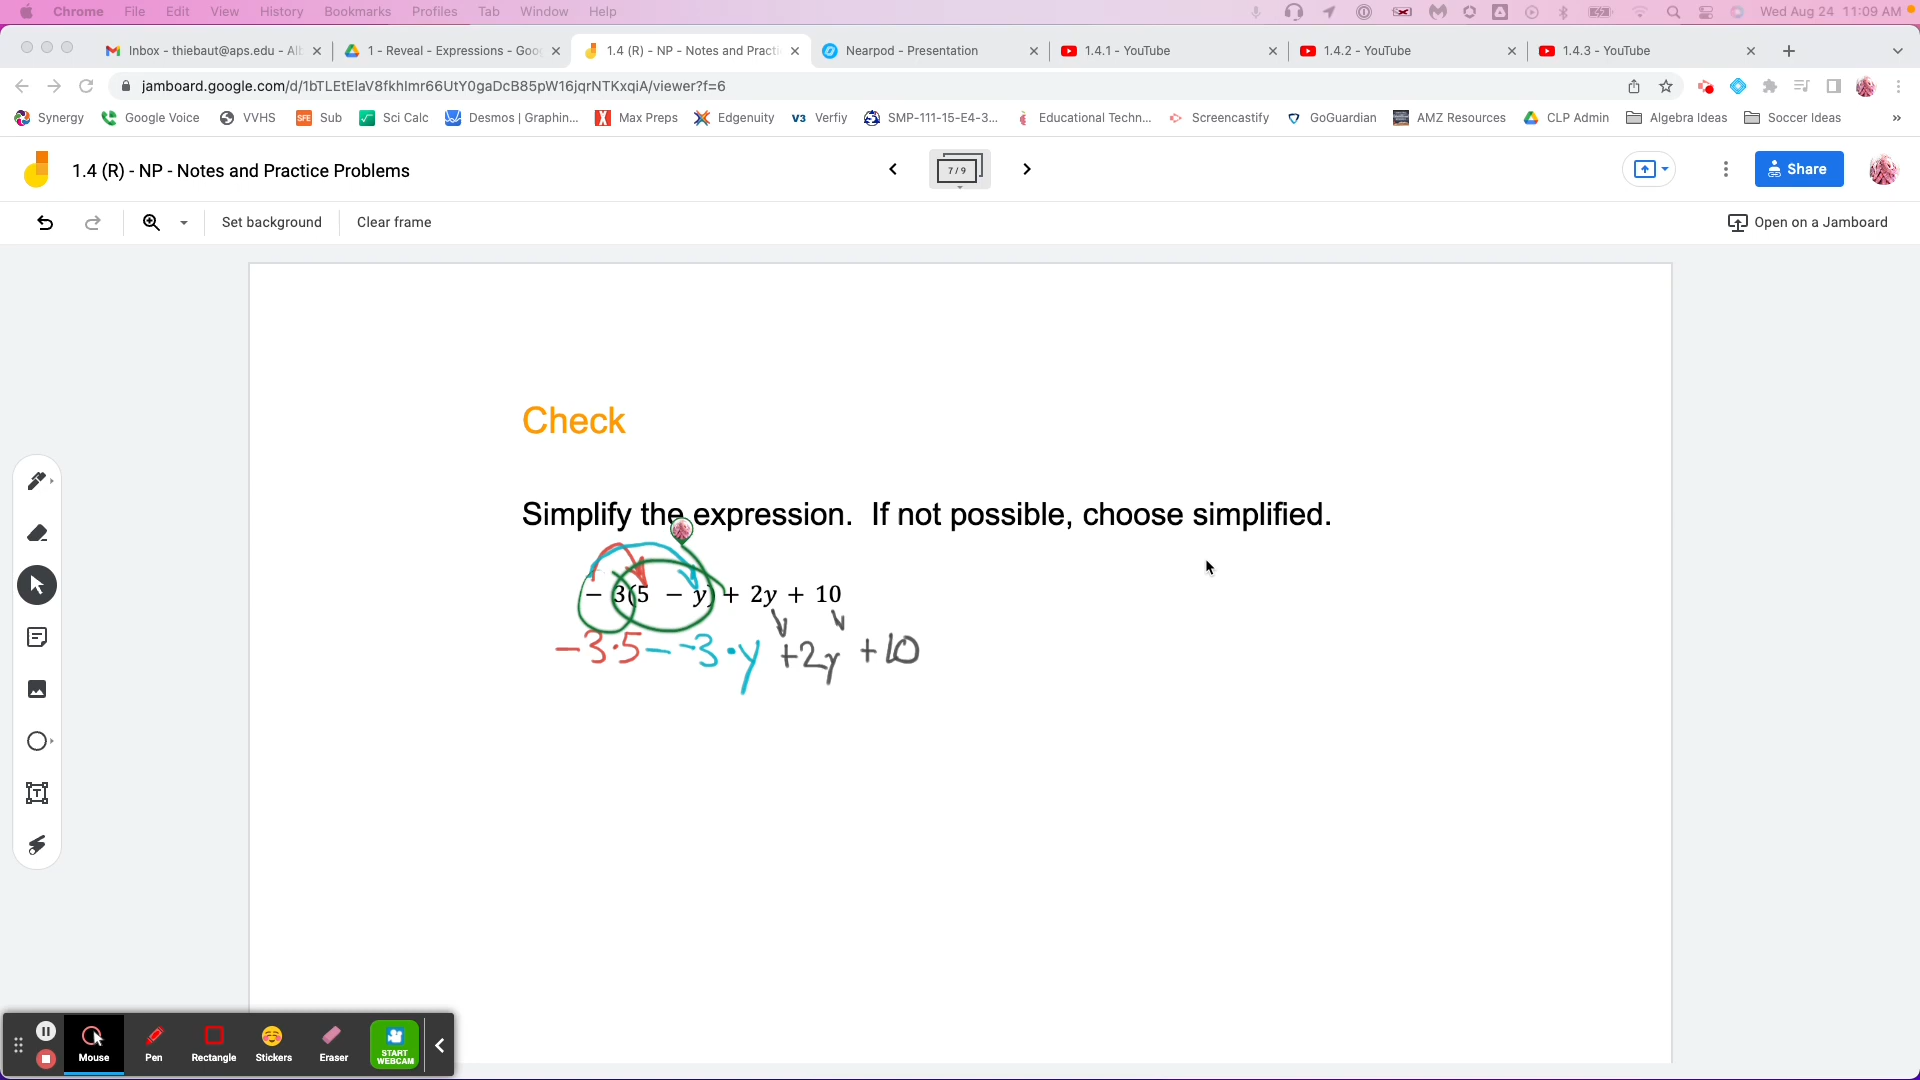 Chrome File Edit View History Bookmarks Profiles Tab Window Help Wed Aug 24 11:09 AM
Inbox - thiebaut@aps.edu - Alb 1 - Reveal - Expressions - Goo 1.4 (R) - NP - Notes and Practi Nearpod - Presentation 1.4.1 - YouTube 1.4.2 - YouTube 1.4.3 - YouTube
Synergy Google Voice VVHS Sub Sci Calc Desmos | Graphin... Max Preps Edgenuity Verfiy SMP-111-15-E4-3... Educational Techn... Screencastify GoGuardian AMZ Resources CLP Admin Algebra Ideas Soccer Ideas »
1.4 (R) - NP - Notes and Practice Problems 7 / 9 Share
Set background Clear frame Open on a Jamboard
Check
Simplify the expression. If not possible, choose simplified.
− 3(5 − y) + 2y + 10
-3·5 - -3·y +2y +10
Mouse Pen Rectangle Stickers Eraser START WEBCAM